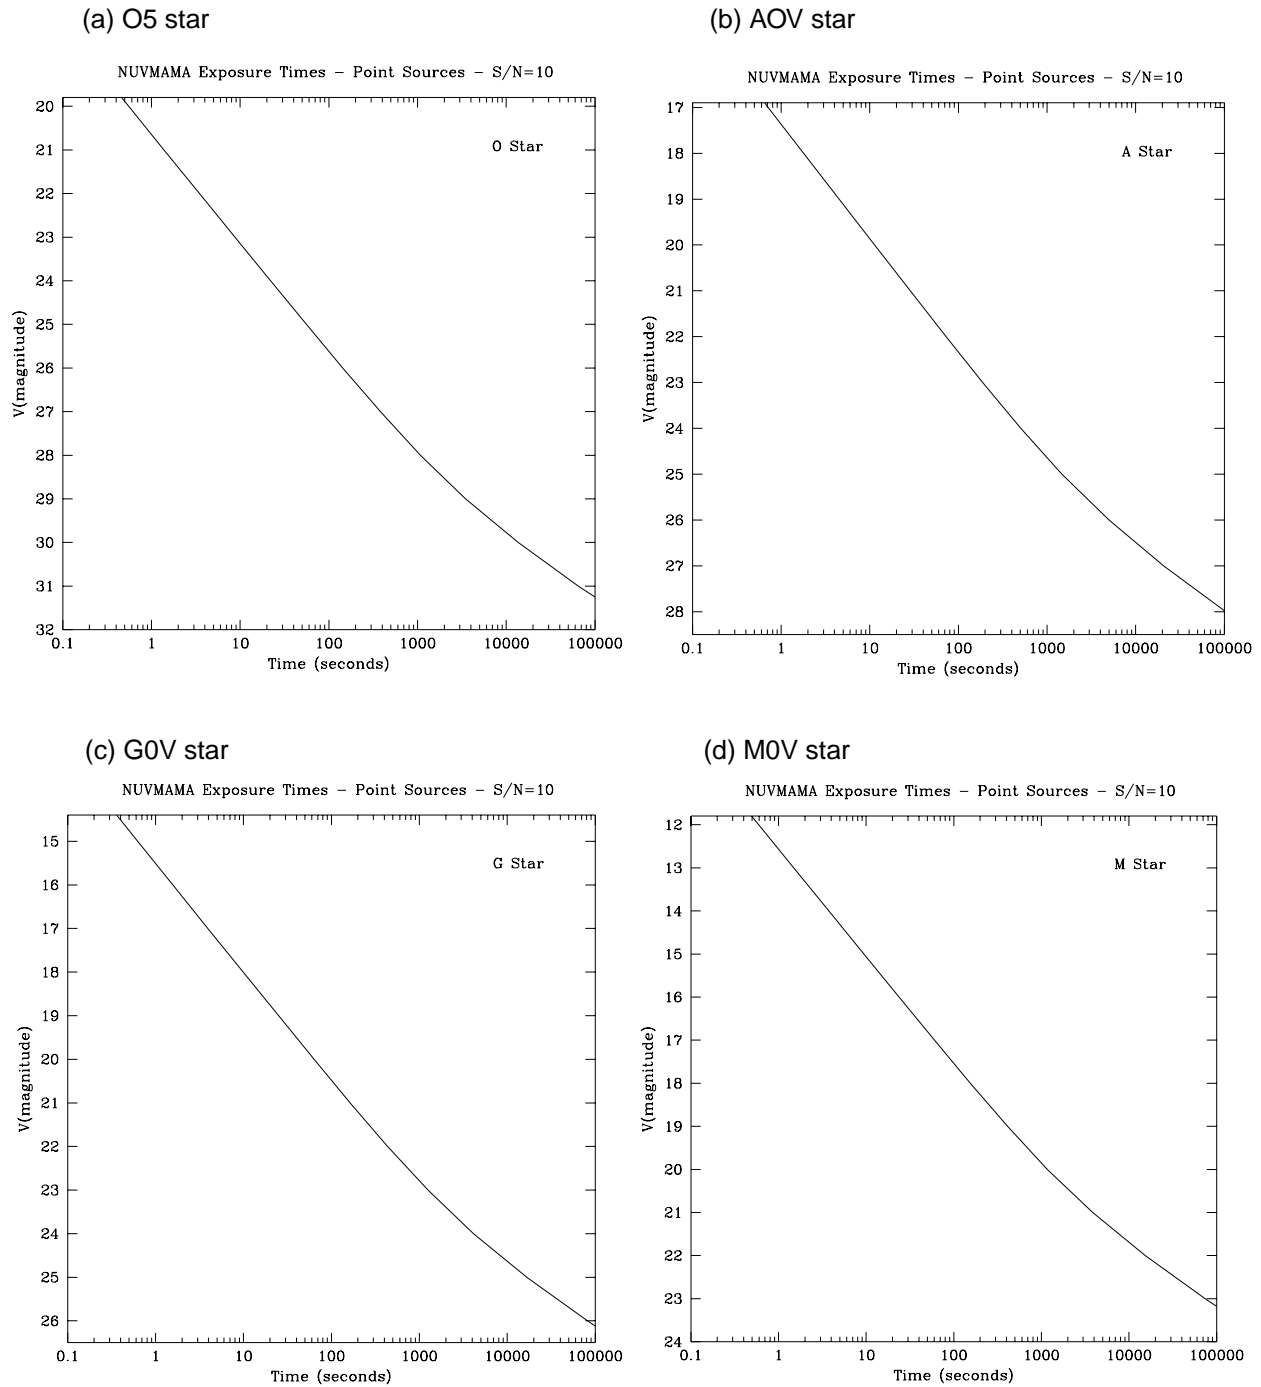 (a) O5 star
NUVMAMA Exposure Times - Point Sources - S/N=10
O Star
V(magnitude)
20
21
22
23
24
25
26
27
28
29
30
31
32
0.1 1 10 100 1000 10000 100000
Time (seconds)
(b) AOV star
NUVMAMA Exposure Times - Point Sources - S/N=10
A Star
V(magnitude)
17
18
19
20
21
22
23
24
25
26
27
28
0.1 1 10 100 1000 10000 100000
Time (seconds)
(c) G0V star
NUVMAMA Exposure Times - Point Sources - S/N=10
G Star
V(magnitude)
15
16
17
18
19
20
21
22
23
24
25
26
0.1 1 10 100 1000 10000 100000
Time (seconds)
(d) M0V star
NUVMAMA Exposure Times - Point Sources - S/N=10
M Star
V(magnitude)
12
13
14
15
16
17
18
19
20
21
22
23
24
0.1 1 10 100 1000 10000 100000
Time (seconds)